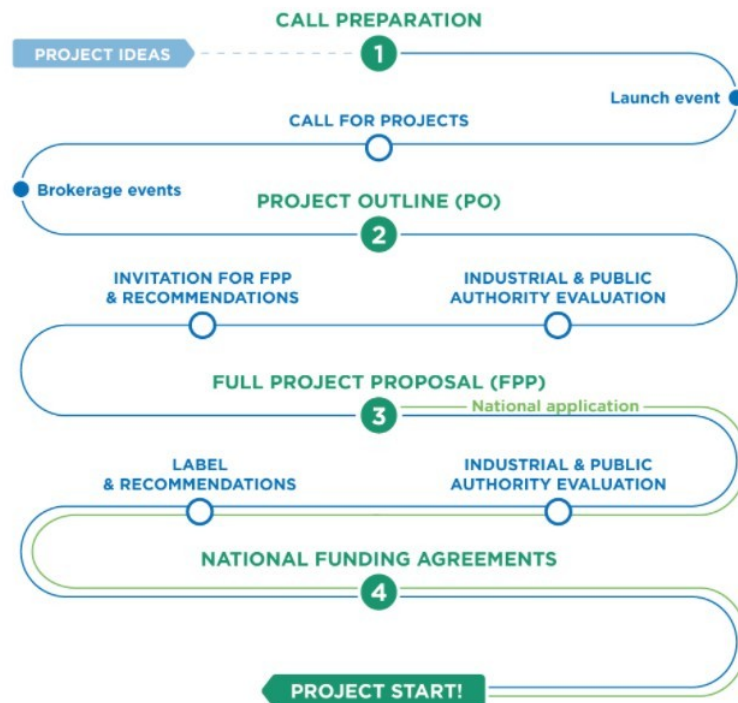 CALL PREPARATION
PROJECT IDEAS
1
Launch event
CALL FOR PROJECTS
Brokerage events
PROJECT OUTLINE (PO)
2
INVITATION FOR FPP
& RECOMMENDATIONS
INDUSTRIAL & PUBLIC
AUTHORITY EVALUATION
FULL PROJECT PROPOSAL (FPP)
National application
3
LABEL
& RECOMMENDATIONS
INDUSTRIAL & PUBLIC
AUTHORITY EVALUATION
NATIONAL FUNDING AGREEMENTS
4
PROJECT START!